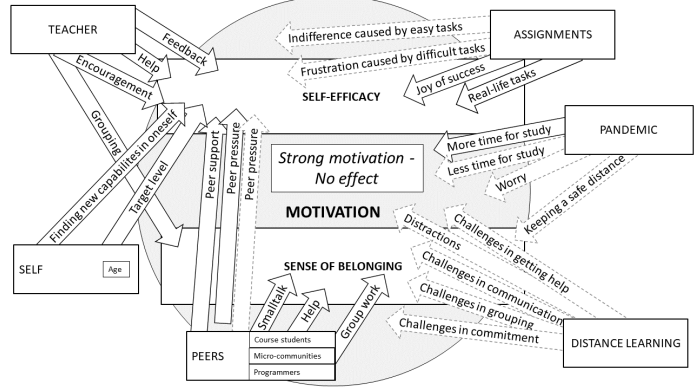 TEACHER
Feedback
Help
Encouragement
Grouping
Finding new capabilites in oneself
Target level
SELF
Age
Peer support
Peer pressure
Peer pressure
PEERS
Course students
Micro-communities
Programmers
Smalltalk
Help
Group work
Indifference caused by easy tasks
Frustration caused by difficult tasks
Joy of success
Real-life tasks
ASSIGNMENTS
SELF-EFFICACY
Strong motivation -
No effect
MOTIVATION
SENSE OF BELONGING
More time for study
Less time for study
Worry
Keeping a safe distance
PANDEMIC
Distractions
Challenges in getting help
Challenges in communication
Challenges in grouping
Challenges in commitment
DISTANCE LEARNING